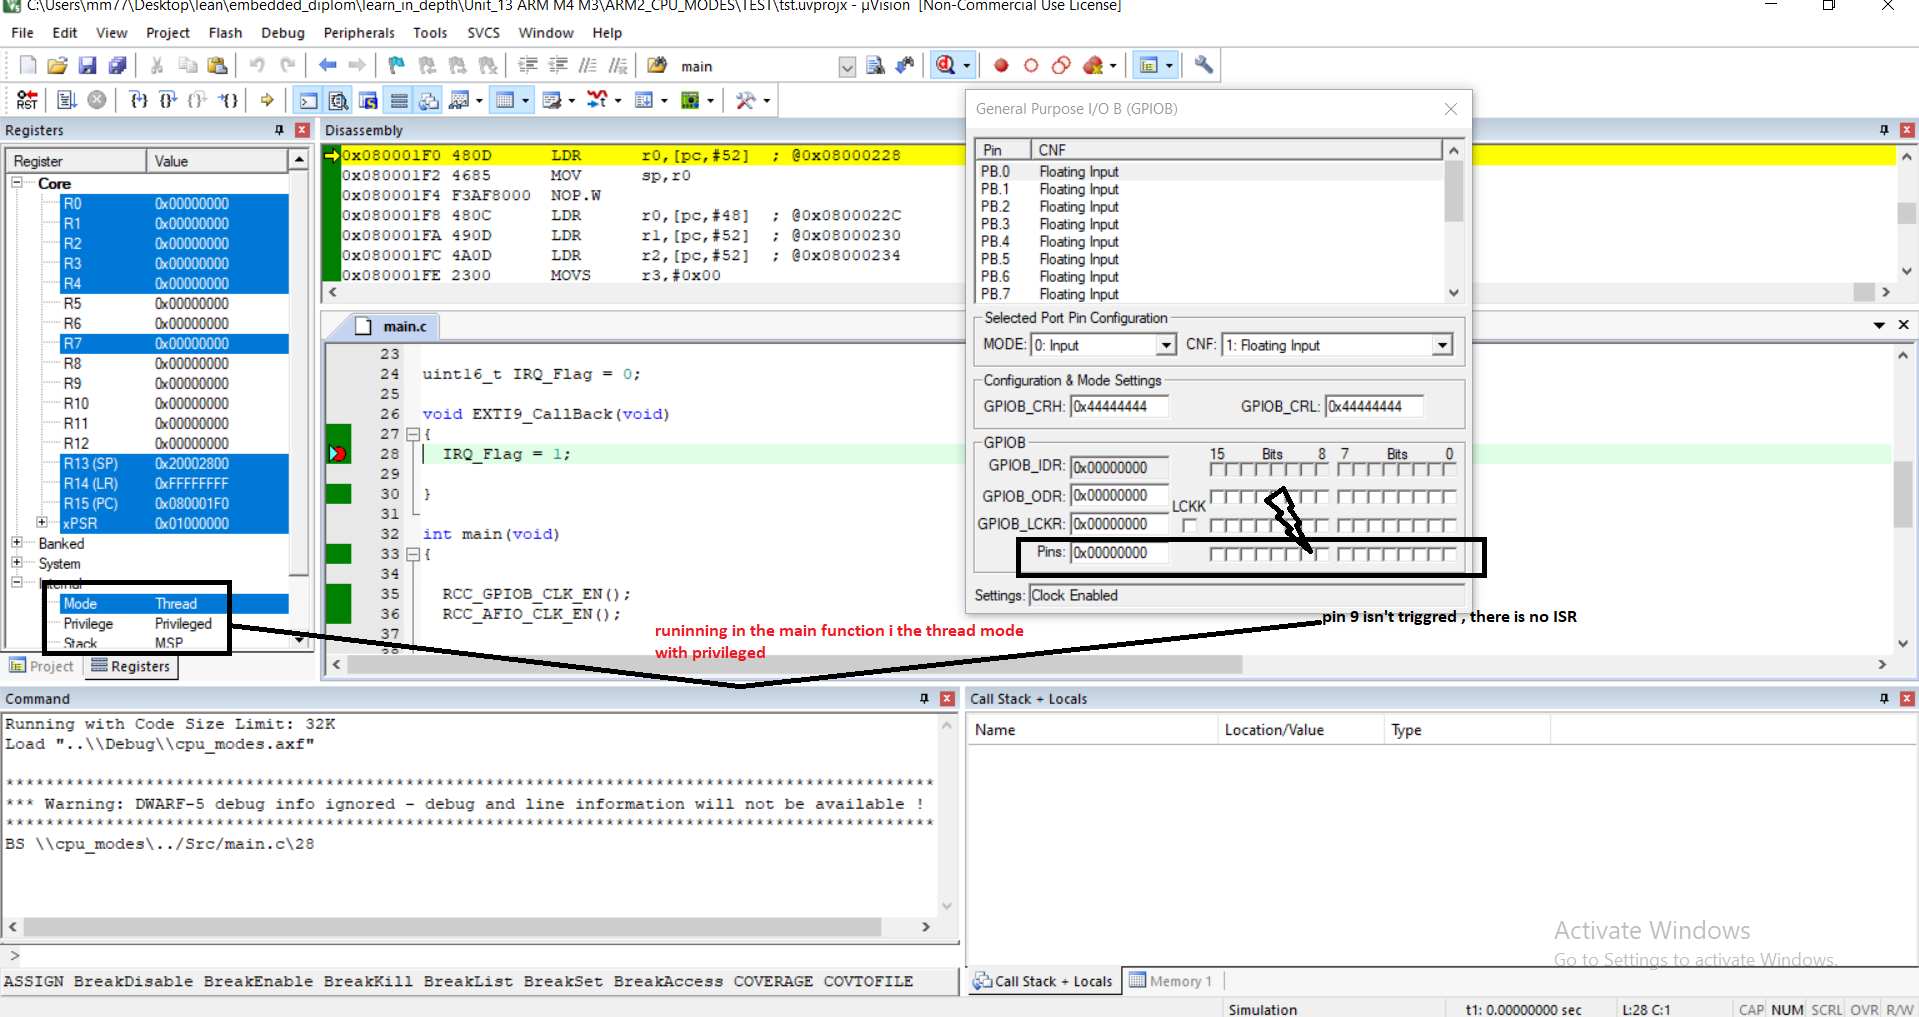 C:\Users\mm77\Desktop\lean\embedded_diplom\learn_in_depth\Unit_13 ARM M4 M3\ARM2_CPU_MODES\TEST\tst.uvprojx - µVision  [Non-Commercial Use License]
File Edit View Project Flash Debug Peripherals Tools SVCS Window Help
main
RST
Registers
Register Value
Core
R0 0x00000000
R1 0x00000000
R2 0x00000000
R3 0x00000000
R4 0x00000000
R5 0x00000000
R6 0x00000000
R7 0x00000000
R8 0x00000000
R9 0x00000000
R10 0x00000000
R11 0x00000000
R12 0x00000000
R13 (SP) 0x20002800
R14 (LR) 0xFFFFFFFF
R15 (PC) 0x080001F0
xPSR 0x01000000
Banked
System
Internal
Mode Thread
Privilege Privileged
Stack MSP
Project Registers
Disassembly
0x080001F0 480D LDR r0,[pc,#52] ; @0x08000228
0x080001F2 4685 MOV sp,r0
0x080001F4 F3AF8000 NOP.W
0x080001F8 480C LDR r0,[pc,#48] ; @0x0800022C
0x080001FA 490D LDR r1,[pc,#52] ; @0x08000230
0x080001FC 4A0D LDR r2,[pc,#52] ; @0x08000234
0x080001FE 2300 MOVS r3,#0x00
main.c
23
24 uint16_t IRQ_Flag = 0;
25
26 void EXTI9_CallBack(void)
27 {
28 IRQ_Flag = 1;
29
30 }
31
32 int main(void)
33 {
34
35 RCC_GPIOB_CLK_EN();
36 RCC_AFIO_CLK_EN();
37
38
runinning in the main function i the thread mode
with privileged
General Purpose I/O B (GPIOB)
Pin CNF
PB.0 Floating Input
PB.1 Floating Input
PB.2 Floating Input
PB.3 Floating Input
PB.4 Floating Input
PB.5 Floating Input
PB.6 Floating Input
PB.7 Floating Input
Selected Port Pin Configuration
MODE: 0: Input CNF: 1: Floating Input
Configuration & Mode Settings
GPIOB_CRH: 0x44444444 GPIOB_CRL: 0x44444444
GPIOB
15 Bits 8 7 Bits 0
GPIOB_IDR: 0x00000000
GPIOB_ODR: 0x00000000
LCKK
GPIOB_LCKR: 0x00000000
Pins: 0x00000000
Settings: Clock Enabled
pin 9 isn't triggred , there is no ISR
Command
Running with Code Size Limit: 32K
Load "..\\Debug\\cpu_modes.axf"
*********************************************************************************************
*** Warning: DWARF-5 debug info ignored - debug and line information will not be available !
*********************************************************************************************
BS \\cpu_modes\../Src/main.c\28
>
ASSIGN BreakDisable BreakEnable BreakKill BreakList BreakSet BreakAccess COVERAGE COVTOFILE
Call Stack + Locals
Name Location/Value Type
Activate Windows
Go to Settings to activate Windows.
Call Stack + Locals Memory 1
Simulation t1: 0.00000000 sec L:28 C:1 CAP NUM SCRL OVR R/W